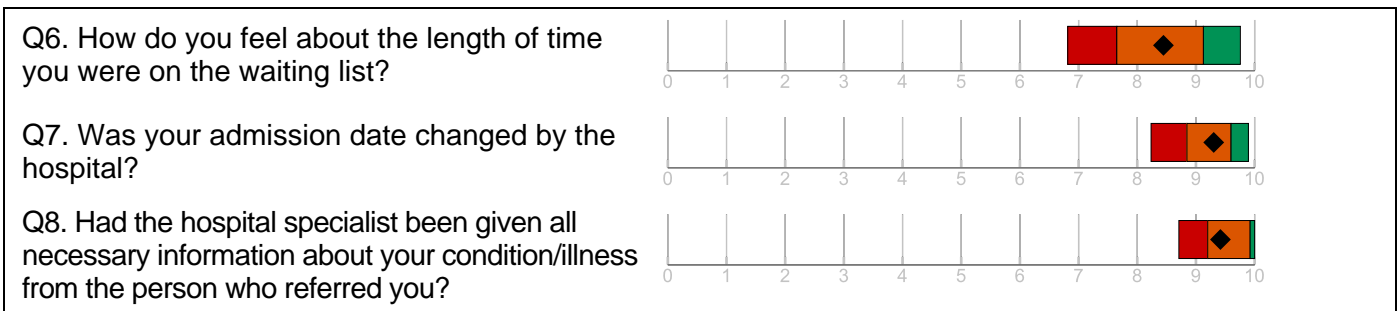 Q6. How do you feel about the length of time
you were on the waiting list?
0 1 2 3 4 5 6 7 8 9 10
Q7. Was your admission date changed by the
hospital?
0 1 2 3 4 5 6 7 8 9 10
Q8. Had the hospital specialist been given all
necessary information about your condition/illness
from the person who referred you?
0 1 2 3 4 5 6 7 8 9 10